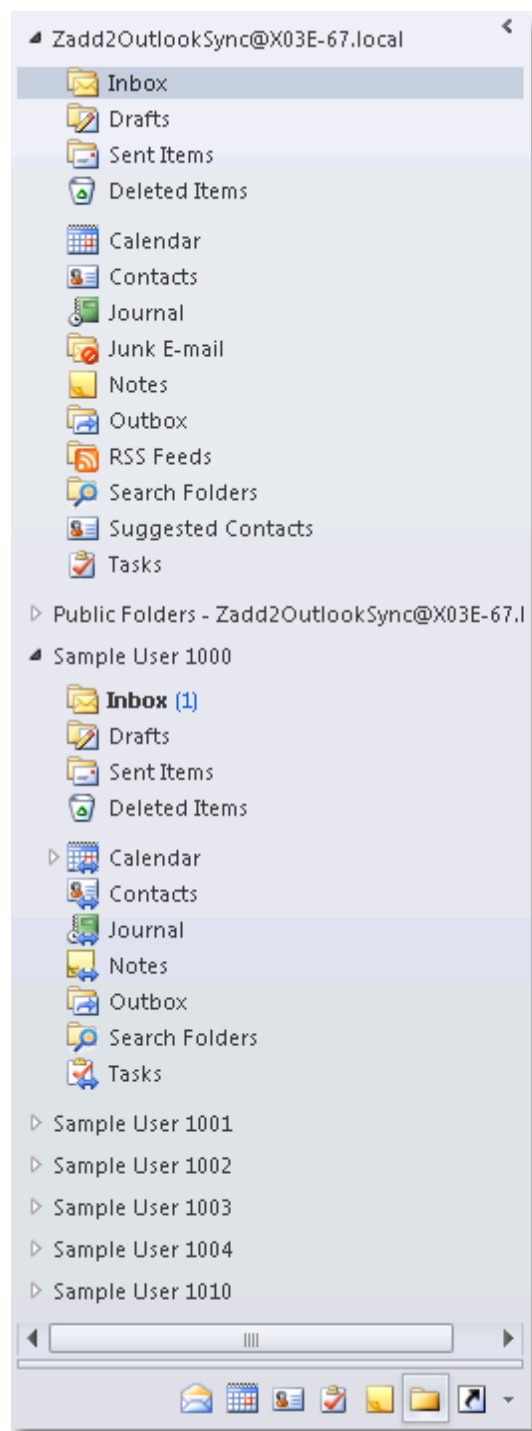 Zadd2OutlookSync@X03E-67.local
Inbox
Drafts
Sent Items
Deleted Items
Calendar
Contacts
Journal
Junk E-mail
Notes
Outbox
RSS Feeds
Search Folders
Suggested Contacts
Tasks
Public Folders - Zadd2OutlookSync@X03E-67.l
Sample User 1000
Inbox (1)
Drafts
Sent Items
Deleted Items
Calendar
Contacts
Journal
Notes
Outbox
Search Folders
Tasks
Sample User 1001
Sample User 1002
Sample User 1003
Sample User 1004
Sample User 1010